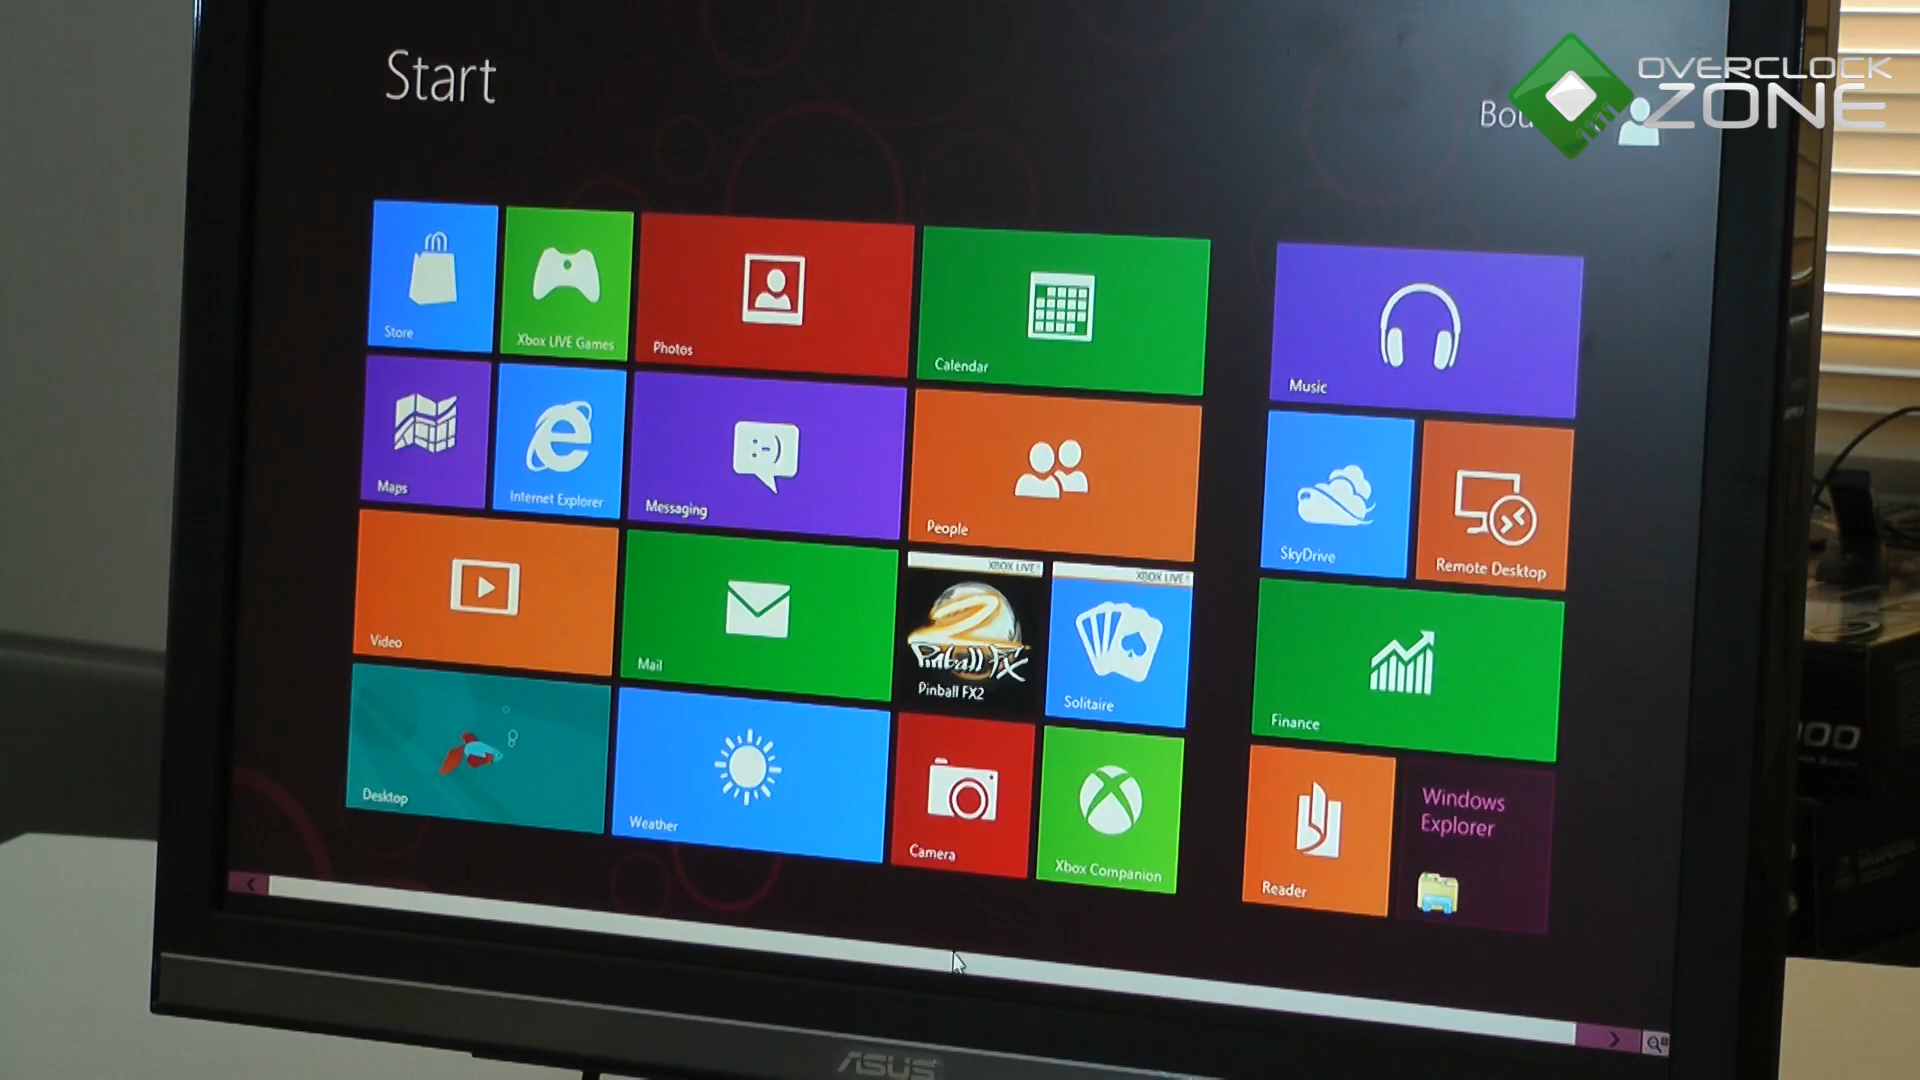 Start
OVERCLOCK
ZONE
Store
Xbox LIVE Games
Photos
Calendar
Music
Maps
Internet Explorer
Messaging
People
SkyDrive
Remote Desktop
Video
Mail
XBOX LIVE
Pinball FX
Pinball FX2
XBOX LIVE
Solitaire
Finance
Desktop
Weather
Camera
Xbox Companion
Reader
Windows
Explorer
ASUS